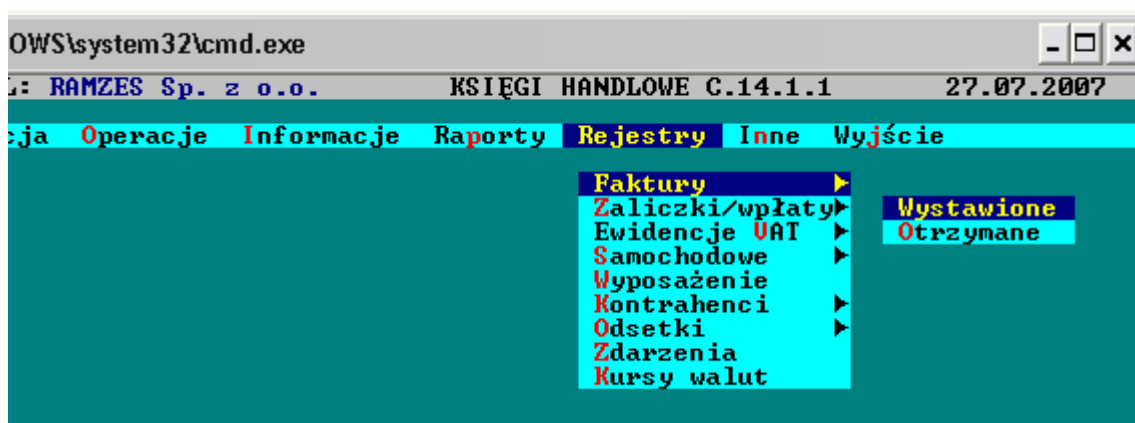 OWS\system32\cmd.exe
: RAMZES Sp. z o.o. KSIĘGI HANDLOWE C.14.1.1 27.07.2007
cja Operacje Informacje Raporty Rejestry Inne Wyjście
Faktury
Zaliczki/wpłaty Wystawione
Ewidencje VAT Otrzymane
Samochodowe
Wyposażenie
Kontrahenci
Odsetki
Zdarzenia
Kursy walut